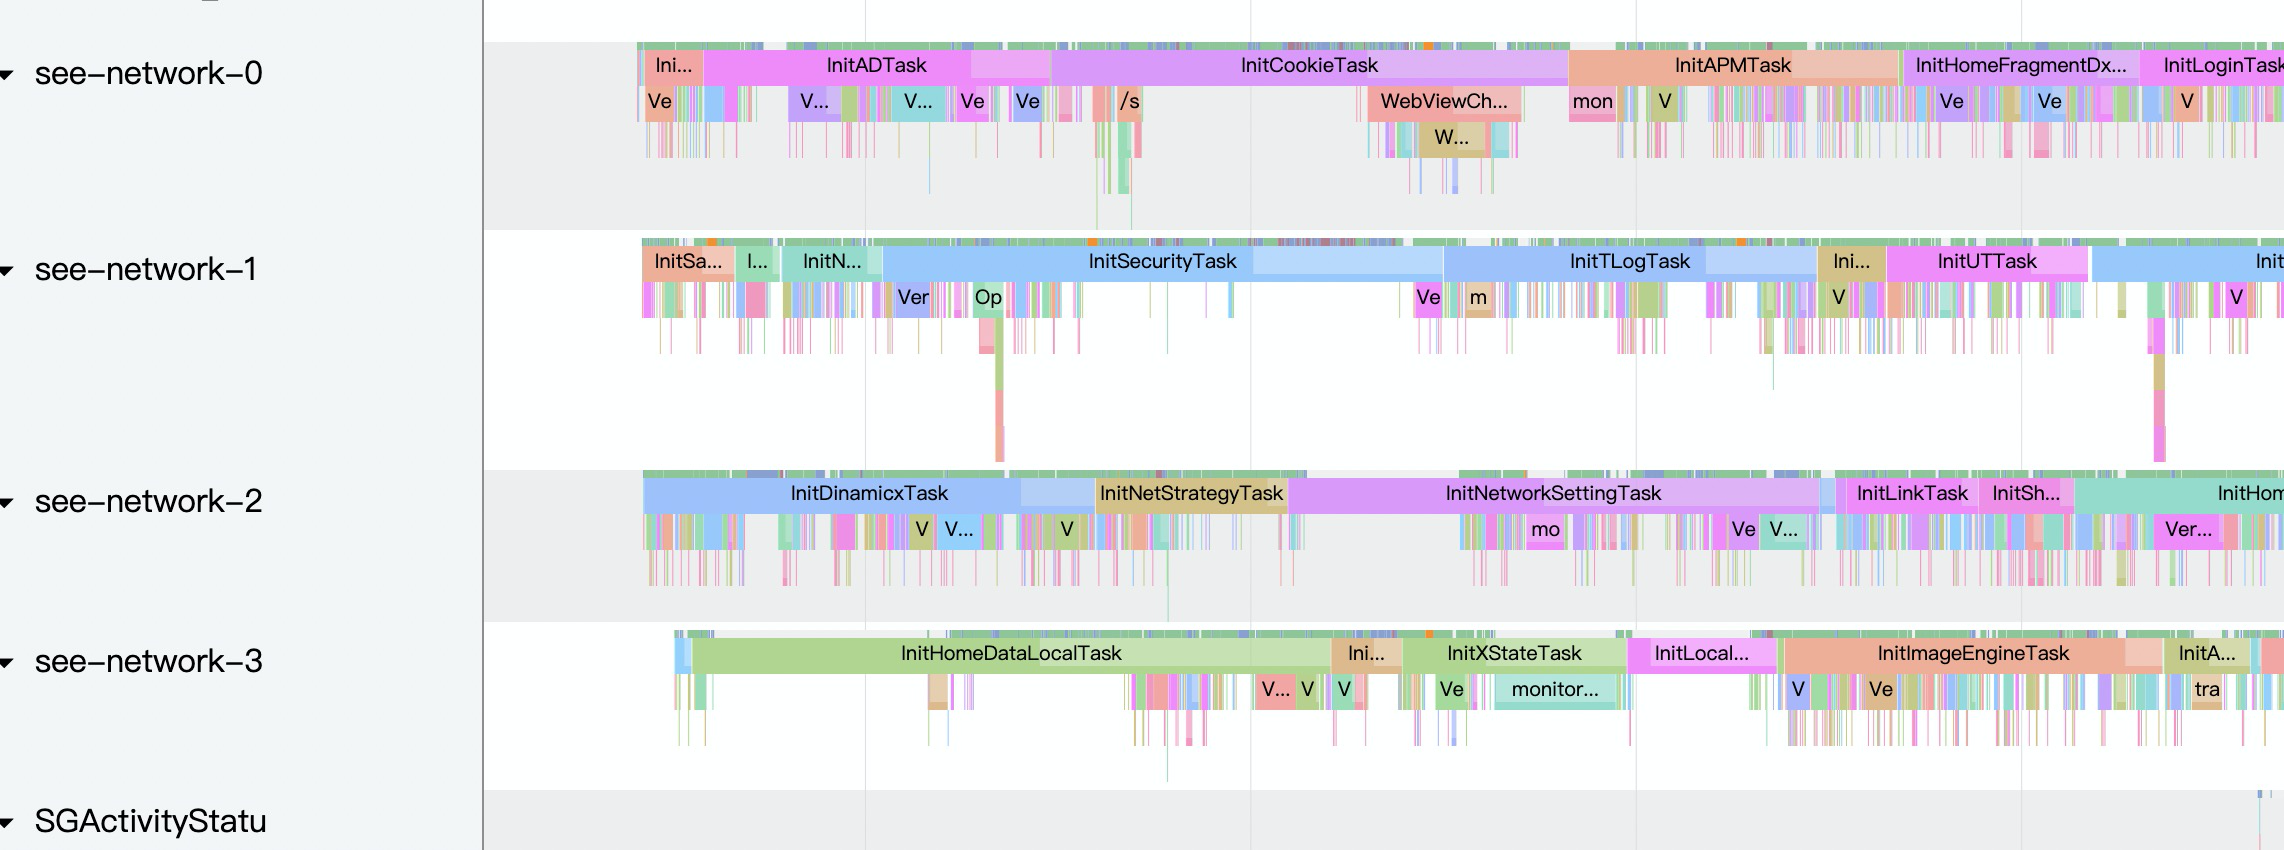 see-network-0
Ini... InitADTask InitCookieTask InitAPMTask InitHomeFragmentDx... InitLoginTask
Ve V... V... Ve Ve /s WebViewCh... mon V Ve Ve V
W...
see-network-1
InitSa... I... InitN... InitSecurityTask InitTLogTask Ini... InitUTTask Init
Ver Op Ve m V V
see-network-2
InitDinamicxTask InitNetStrategyTask InitNetworkSettingTask InitLinkTask InitSh... InitHom
V V... V mo Ve V... Ver...
see-network-3
InitHomeDataLocalTask Ini... InitXStateTask InitLocal... InitImageEngineTask InitA...
V... V V Ve monitor... V Ve tra
SGActivityStatu